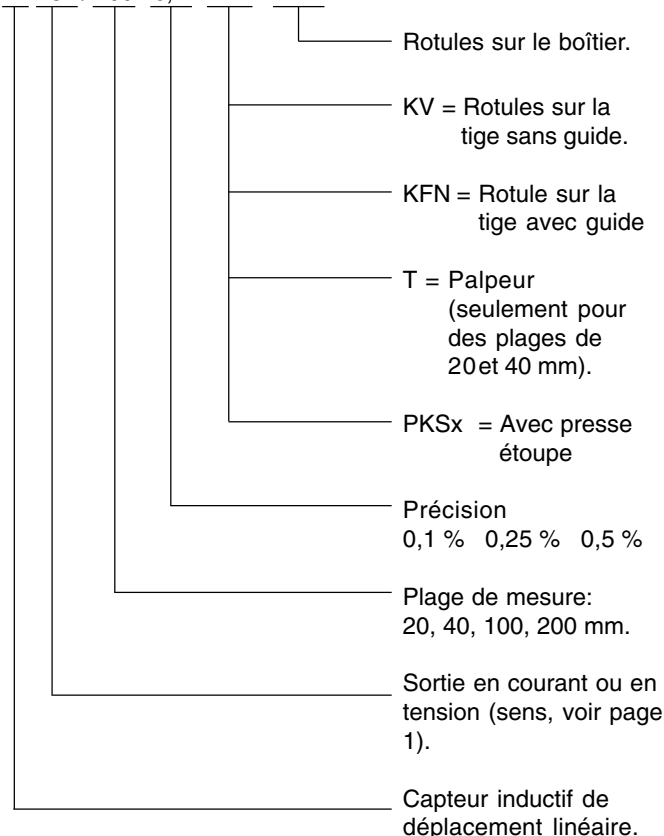 Rotules sur le boîtier.
KV = Rotules sur la
tige sans guide.
KFN = Rotule sur la
tige avec guide
T = Palpeur
(seulement pour
des plages de
20 et 40 mm).
PKSx = Avec presse
étoupe
Précision
0,1 % 0,25 % 0,5 %
Plage de mesure:
20, 40, 100, 200 mm.
Sortie en courant ou en
tension (sens, voir page
1).
Capteur inductif de
déplacement linéaire.